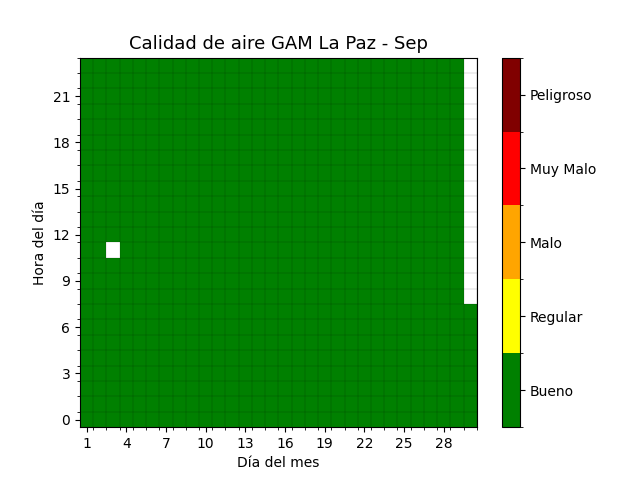 Calidad de aire GAM La Paz - Sep
Hora del día
21
18
15
12
9
6
3
0
1 4 7 10 13 16 19 22 25 28
Día del mes
Peligroso
Muy Malo
Malo
Regular
Bueno